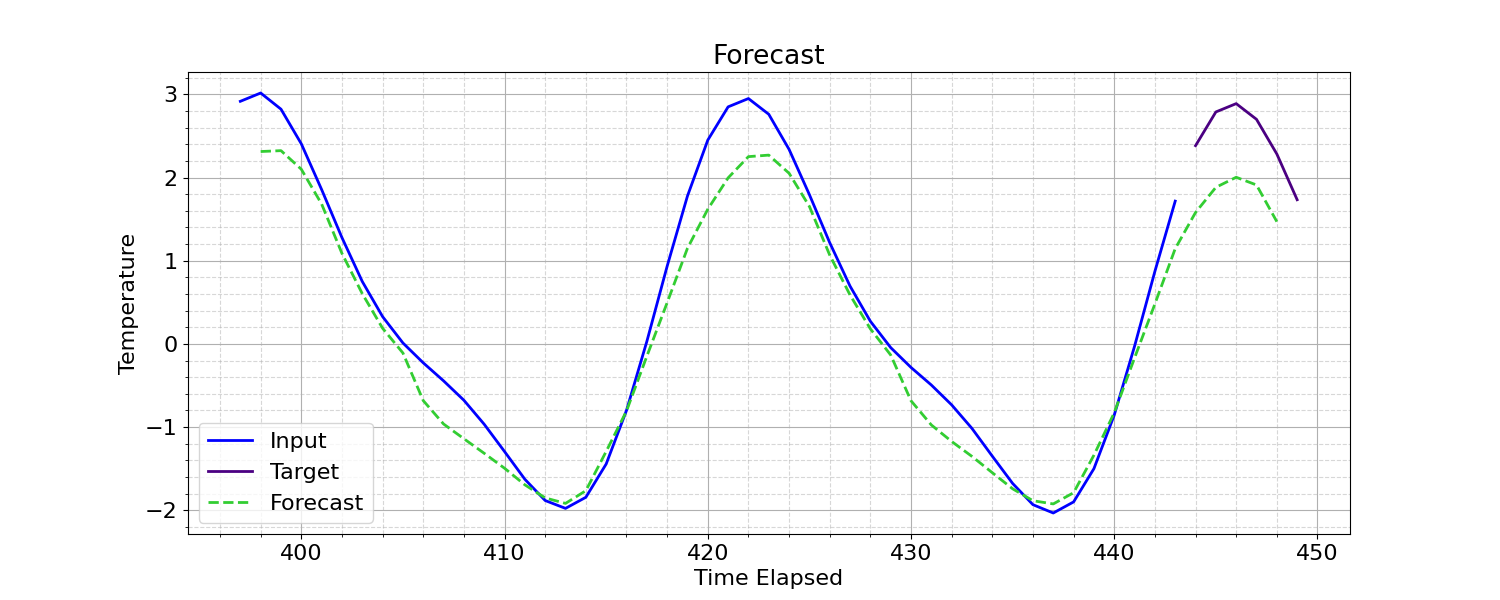 Forecast
Temperature
3
2
1
0
−1
−2
Input
Target
Forecast
400 410 420 430 440 450
Time Elapsed